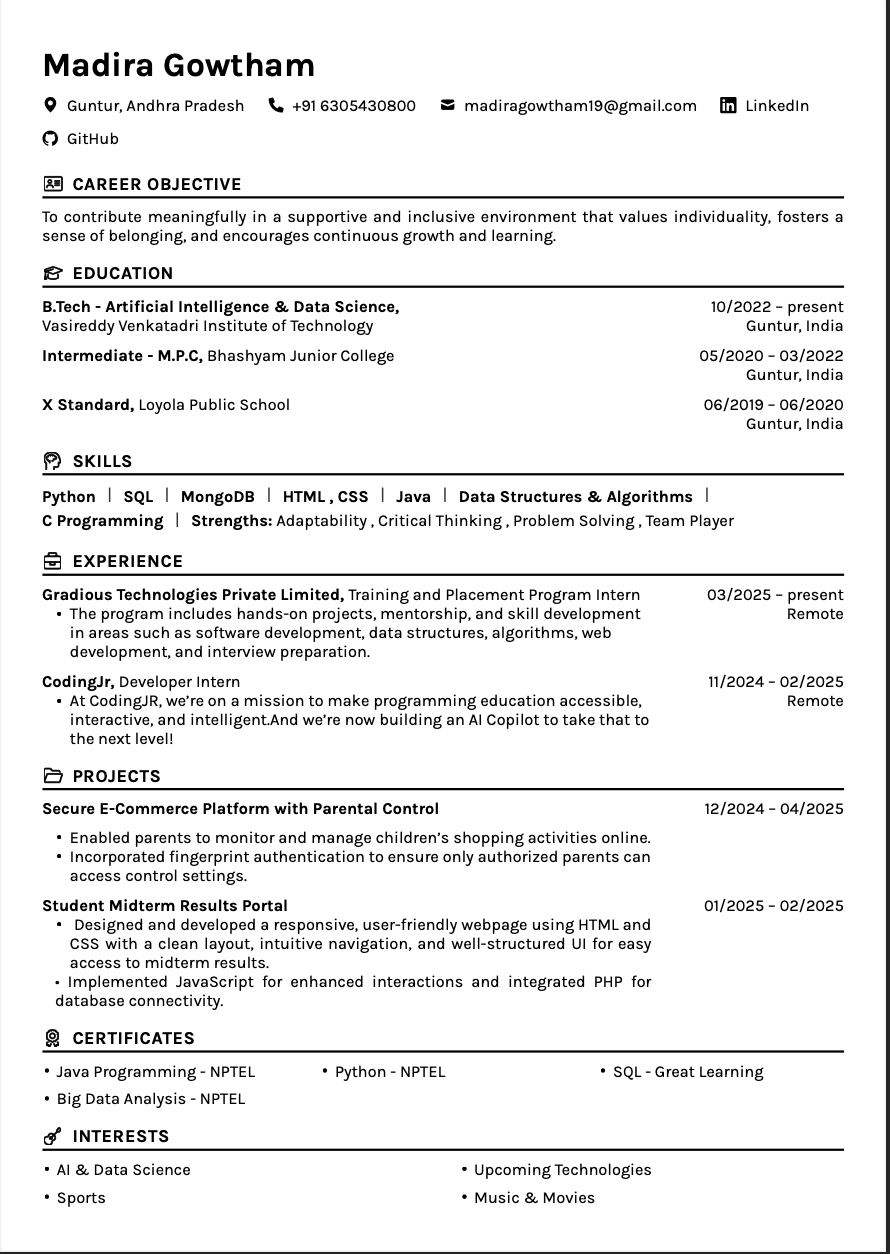 Madira Gowtham
Guntur, Andhra Pradesh +91 6305430800 madiragowtham19@gmail.com LinkedIn
GitHub
CAREER OBJECTIVE
To contribute meaningfully in a supportive and inclusive environment that values individuality, fosters a
sense of belonging, and encourages continuous growth and learning.
EDUCATION
B.Tech - Artificial Intelligence & Data Science, 10/2022 – present
Vasireddy Venkatadri Institute of Technology Guntur, India
Intermediate - M.P.C, Bhashyam Junior College 05/2020 – 03/2022
Guntur, India
X Standard, Loyola Public School 06/2019 – 06/2020
Guntur, India
SKILLS
Python | SQL | MongoDB | HTML , CSS | Java | Data Structures & Algorithms |
C Programming | Strengths: Adaptability , Critical Thinking , Problem Solving , Team Player
EXPERIENCE
Gradious Technologies Private Limited, Training and Placement Program Intern 03/2025 – present
• The program includes hands-on projects, mentorship, and skill development Remote
in areas such as software development, data structures, algorithms, web
development, and interview preparation.
CodingJr, Developer Intern 11/2024 – 02/2025
• At CodingJR, we’re on a mission to make programming education accessible, Remote
interactive, and intelligent.And we’re now building an AI Copilot to take that to
the next level!
PROJECTS
Secure E-Commerce Platform with Parental Control 12/2024 – 04/2025
• Enabled parents to monitor and manage children’s shopping activities online.
• Incorporated fingerprint authentication to ensure only authorized parents can
access control settings.
Student Midterm Results Portal 01/2025 – 02/2025
• Designed and developed a responsive, user-friendly webpage using HTML and
CSS with a clean layout, intuitive navigation, and well-structured UI for easy
access to midterm results.
• Implemented JavaScript for enhanced interactions and integrated PHP for
database connectivity.
CERTIFICATES
• Java Programming - NPTEL • Python - NPTEL • SQL - Great Learning
• Big Data Analysis - NPTEL
INTERESTS
• AI & Data Science • Upcoming Technologies
• Sports • Music & Movies